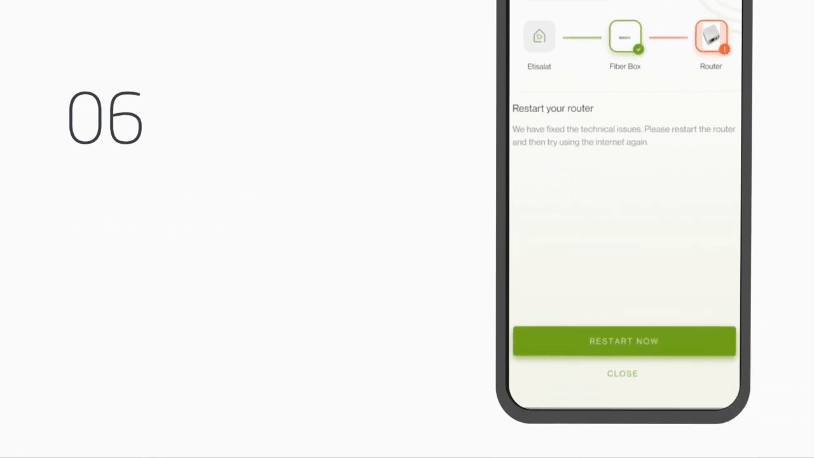 06
Etisalat
Fiber Box
Router
Restart your router
We have fixed the technical issues. Please restart the router
and then try using the internet again.
RESTART NOW
CLOSE